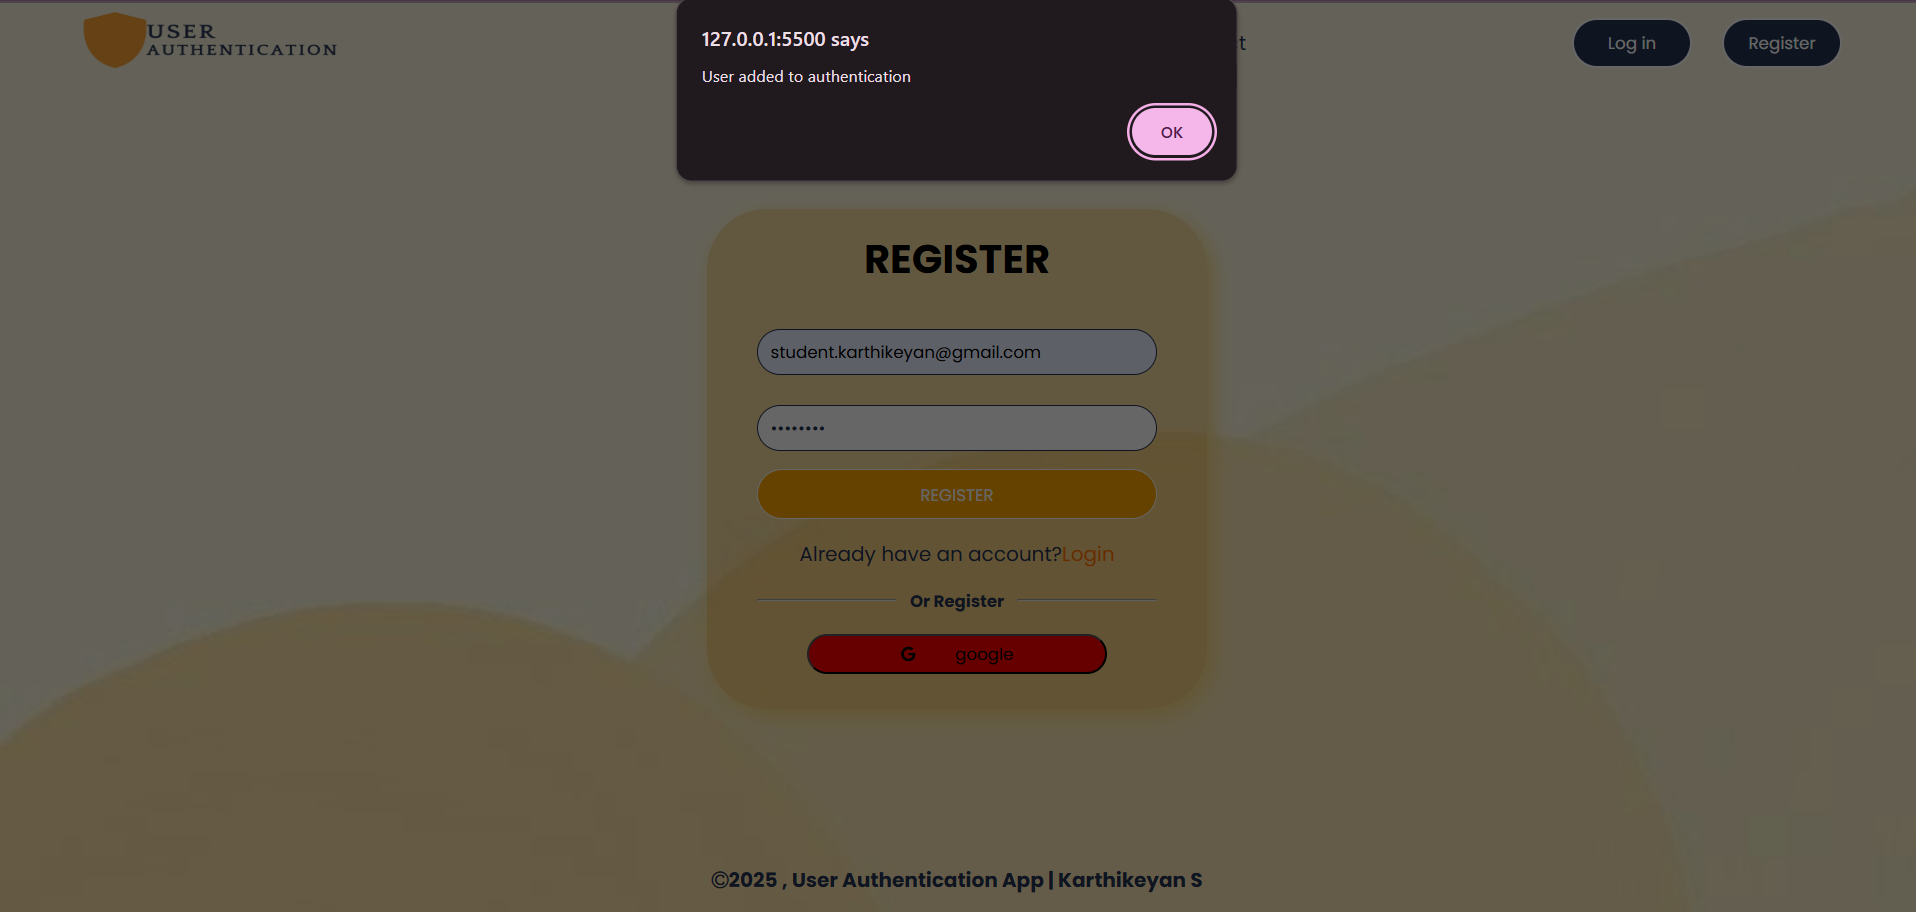 USER
AUTHENTICATION
127.0.0.1:5500 says
User added to authentication
OK
t
Log in
Register
REGISTER
student.karthikeyan@gmail.com
••••••••
REGISTER
Already have an account?Login
Or Register
G google
©2025 , User Authentication App | Karthikeyan S